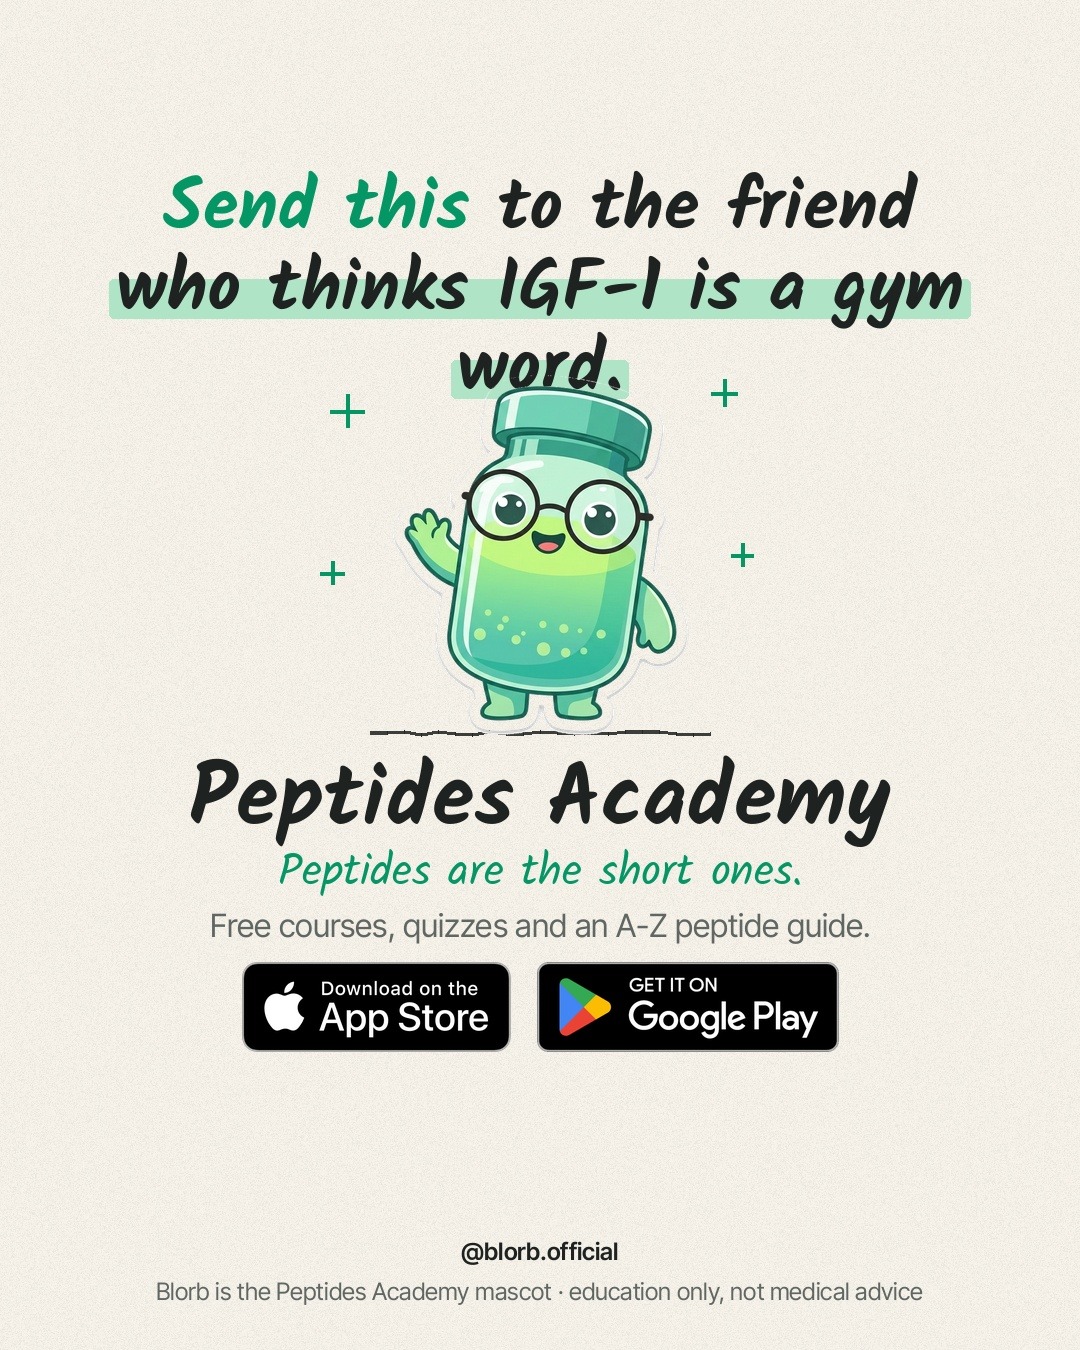 Send this to the friend
who thinks IGF-1 is a gym
word.
Peptides Academy
Peptides are the short ones.
Free courses, quizzes and an A-Z peptide guide.
Download on the
App Store
GET IT ON
Google Play
@blorb.official
Blorb is the Peptides Academy mascot · education only, not medical advice